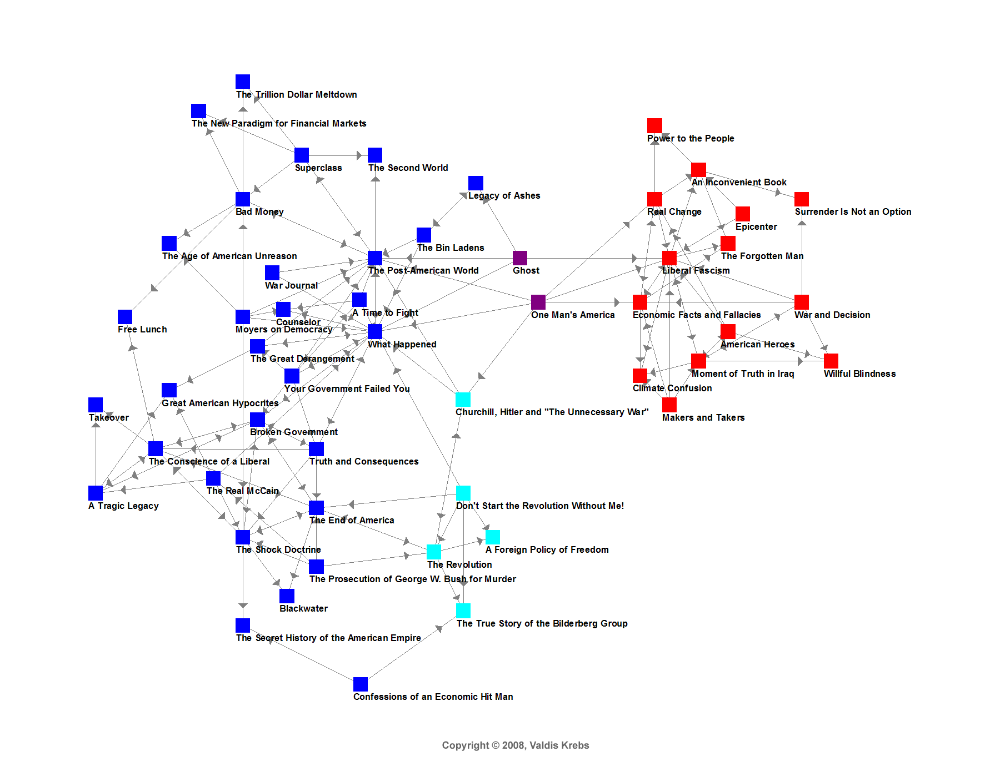 The Trillion Dollar Meltdown
The New Paradigm for Financial Markets
Power to the People
Superclass
The Second World
An Inconvenient Book
Legacy of Ashes
Bad Money
Real Change
Surrender Is Not an Option
Epicenter
The Bin Ladens
The Age of American Unreason
The Forgotten Man
The Post-American World
Ghost
Liberal Fascism
War Journal
A Time to Fight
One Man's America
Economic Facts and Fallacies
War and Decision
Counselor
Free Lunch
Moyers on Democracy
What Happened
American Heroes
The Great Derangement
Moment of Truth in Iraq
Willful Blindness
Your Government Failed You
Climate Confusion
Great American Hypocrites
Churchill, Hitler and "The Unnecessary War"
Takeover
Makers and Takers
Broken Government
The Conscience of a Liberal
Truth and Consequences
The Real McCain
A Tragic Legacy
Don't Start the Revolution Without Me!
The End of America
The Shock Doctrine
A Foreign Policy of Freedom
The Revolution
The Prosecution of George W. Bush for Murder
Blackwater
The True Story of the Bilderberg Group
The Secret History of the American Empire
Confessions of an Economic Hit Man
Copyright © 2008, Valdis Krebs